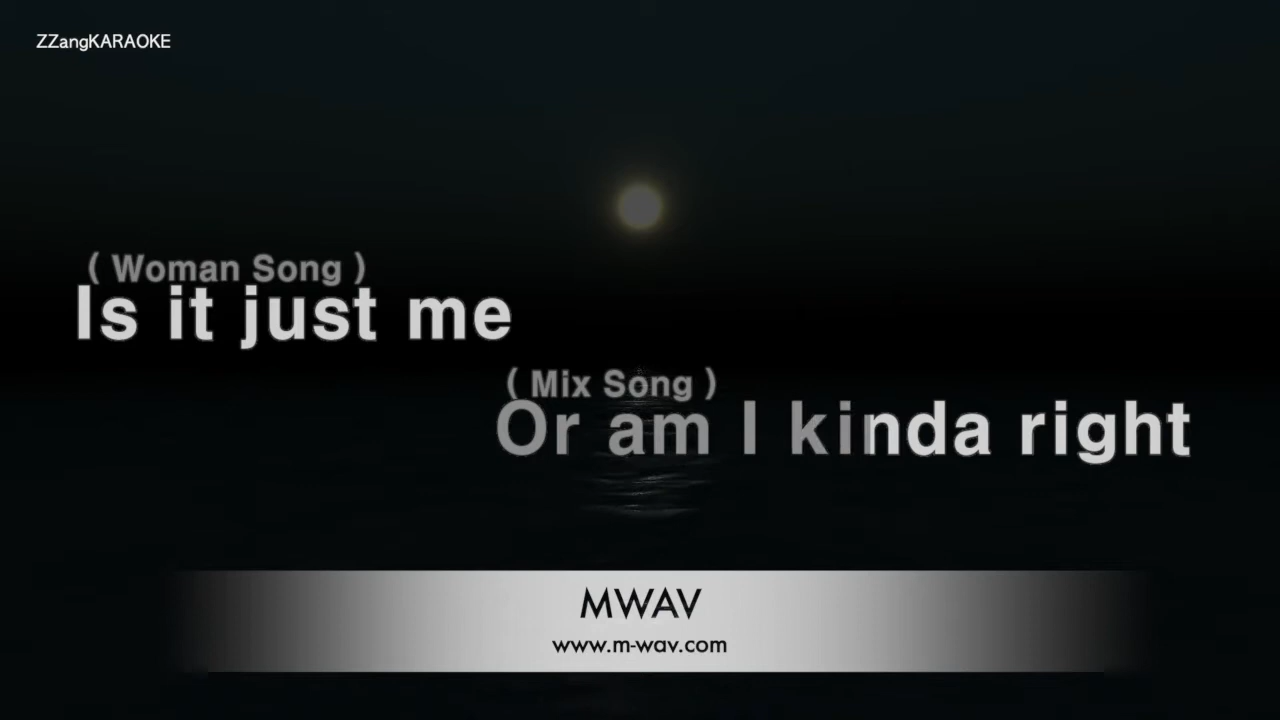 ZZangKARAOKE
( Woman Song )
Is it just me
( Mix Song )
Or am I kinda right
MWAV
www.m-wav.com